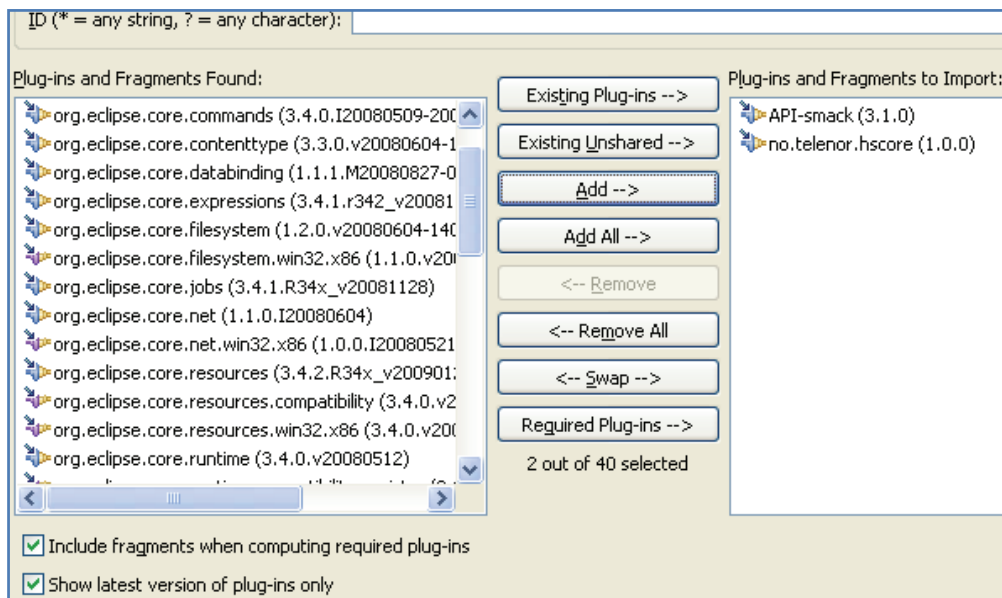 ID (* = any string, ? = any character):
Plug-ins and Fragments Found:
org.eclipse.core.commands (3.4.0.I20080509-200
org.eclipse.core.contenttype (3.3.0.v20080604-1
org.eclipse.core.databinding (1.1.1.M20080827-0
org.eclipse.core.expressions (3.4.1.r342_v20081
org.eclipse.core.filesystem (1.2.0.v20080604-140
org.eclipse.core.filesystem.win32.x86 (1.1.0.v20
org.eclipse.core.jobs (3.4.1.R34x_v20081128)
org.eclipse.core.net (1.1.0.I20080604)
org.eclipse.core.net.win32.x86 (1.0.0.I20080521
org.eclipse.core.resources (3.4.2.R34x_v200901
org.eclipse.core.resources.compatibility (3.4.0.v2
org.eclipse.core.resources.win32.x86 (3.4.0.v20
org.eclipse.core.runtime (3.4.0.v20080512)
Existing Plug-ins -->
Existing Unshared -->
Add -->
Add All -->
<-- Remove
<-- Remove All
<-- Swap -->
Required Plug-ins -->
2 out of 40 selected
Plug-ins and Fragments to Import:
API-smack (3.1.0)
no.telenor.hscore (1.0.0)
Include fragments when computing required plug-ins
Show latest version of plug-ins only